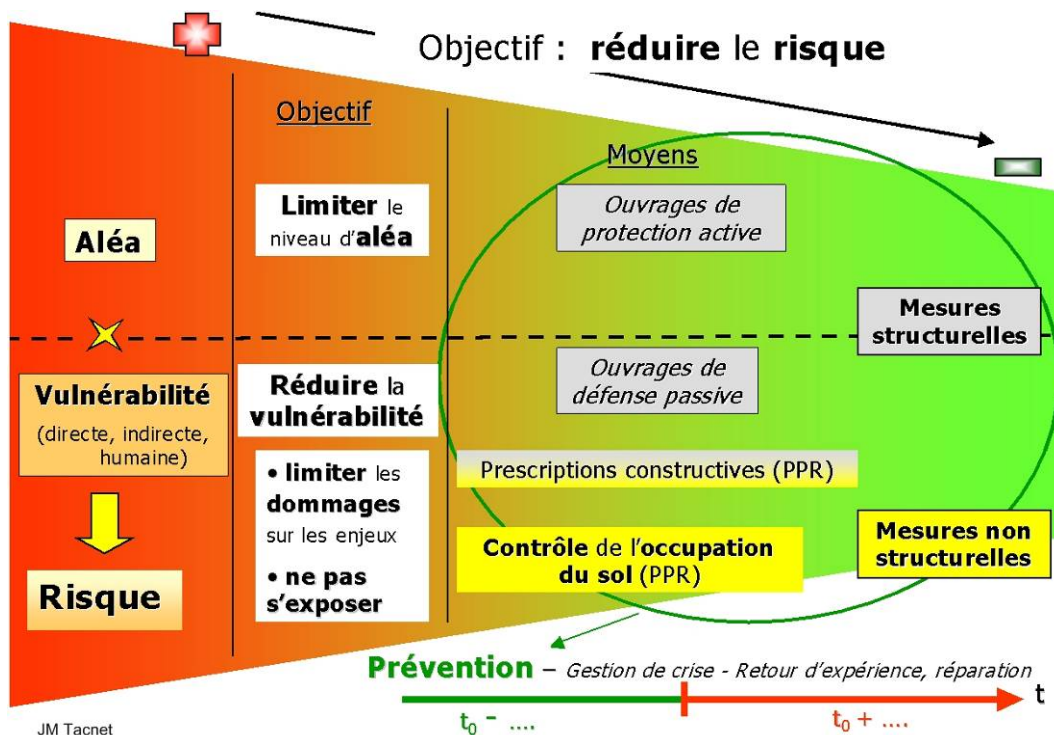 Objectif : réduire le risque
Objectif
Moyens
Aléa
Limiter le
niveau d'aléa
Ouvrages de
protection active
Mesures
structurelles
Vulnérabilité
(directe, indirecte,
humaine)
Réduire la
vulnérabilité
Ouvrages de
défense passive
• limiter les
dommages
sur les enjeux
• ne pas
s'exposer
Prescriptions constructives (PPR)
Contrôle de l'occupation
du sol (PPR)
Mesures non
structurelles
Risque
Prévention – Gestion de crise - Retour d'expérience, réparation
t
t0 - ....
t0 + ....
JM Tacnet